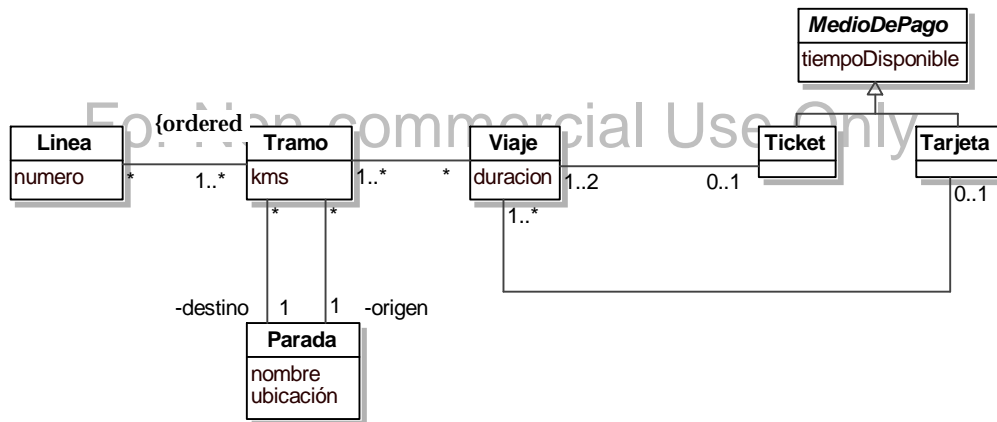 MedioDePago
tiempoDisponible
For Non-commercial Use Only
{ordered
Linea
numero
*
1..*
Tramo
kms
1..*
*
Viaje
duracion
1..2
0..1
Ticket
Tarjeta
0..1
1..*
*
*
-destino
1
1
-origen
Parada
nombre
ubicación